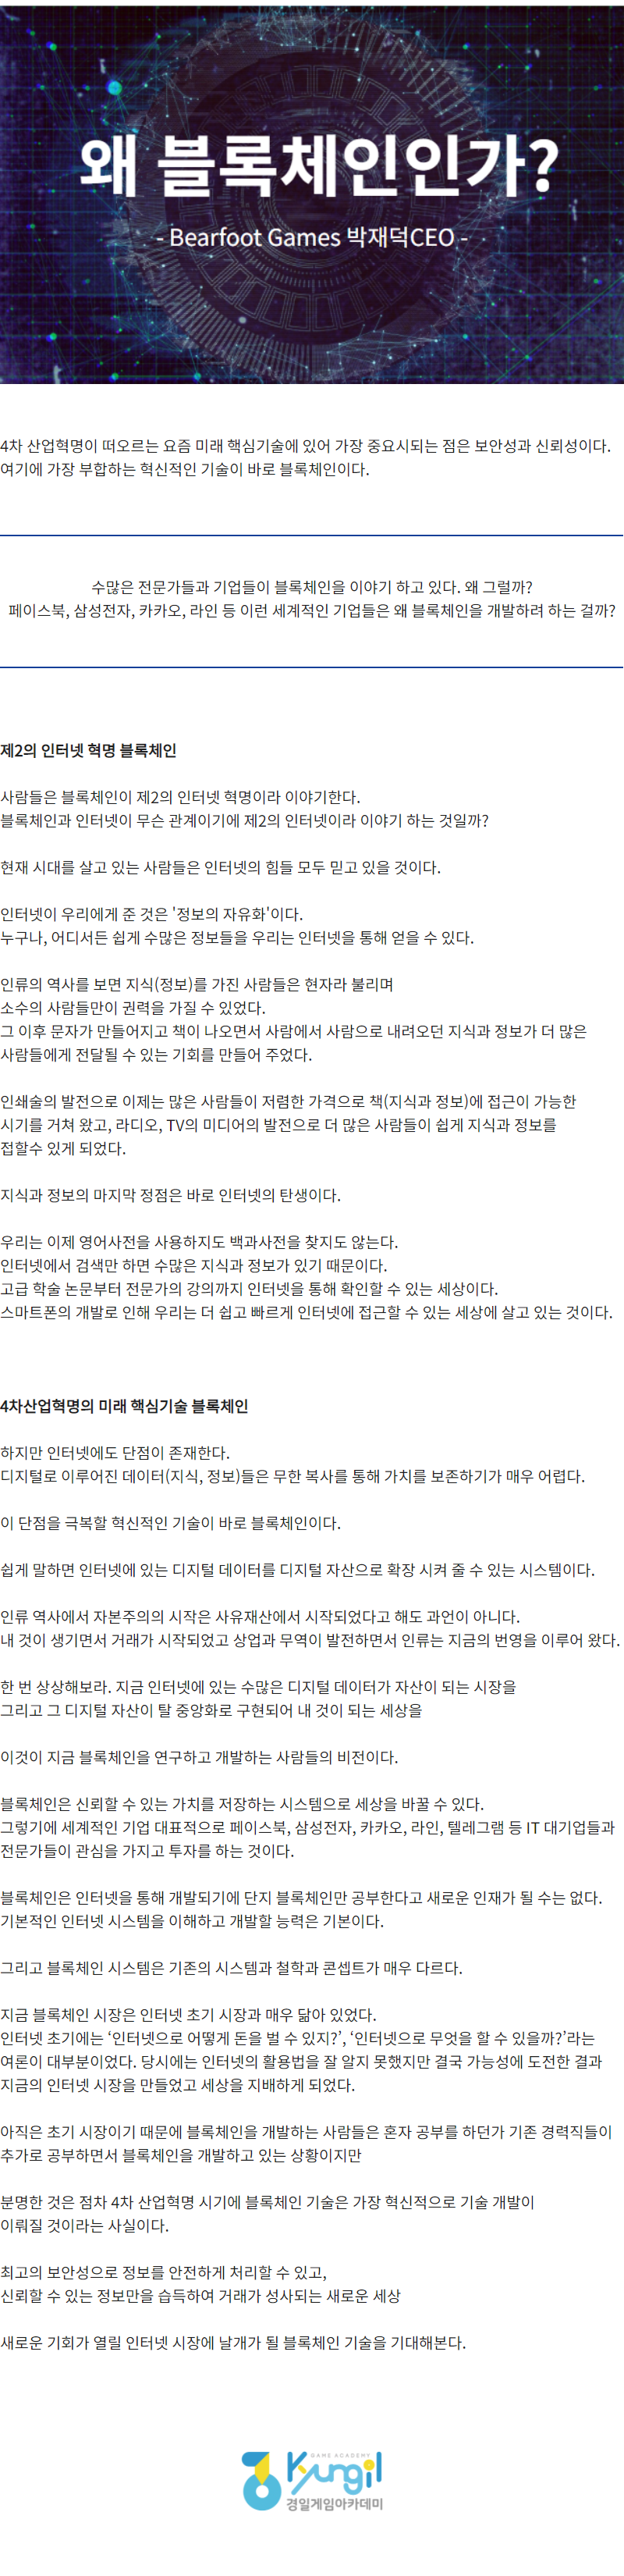 왜 블록체인인가?
- Bearfoot Games 박재덕CEO -
4차 산업혁명이 떠오르는 요즘 미래 핵심기술에 있어 가장 중요시되는 점은 보안성과 신뢰성이다.
여기에 가장 부합하는 혁신적인 기술이 바로 블록체인이다.
수많은 전문가들과 기업들이 블록체인을 이야기 하고 있다. 왜 그럴까?
페이스북, 삼성전자, 카카오, 라인 등 이런 세계적인 기업들은 왜 블록체인을 개발하려 하는 걸까?
제2의 인터넷 혁명 블록체인
사람들은 블록체인이 제2의 인터넷 혁명이라 이야기한다.
블록체인과 인터넷이 무슨 관계이기에 제2의 인터넷이라 이야기 하는 것일까?
현재 시대를 살고 있는 사람들은 인터넷의 힘들 모두 믿고 있을 것이다.
인터넷이 우리에게 준 것은 '정보의 자유화'이다.
누구나, 어디서든 쉽게 수많은 정보들을 우리는 인터넷을 통해 얻을 수 있다.
인류의 역사를 보면 지식(정보)를 가진 사람들은 현자라 불리며
소수의 사람들만이 권력을 가질 수 있었다.
그 이후 문자가 만들어지고 책이 나오면서 사람에서 사람으로 내려오던 지식과 정보가 더 많은
사람들에게 전달될 수 있는 기회를 만들어 주었다.
인쇄술의 발전으로 이제는 많은 사람들이 저렴한 가격으로 책(지식과 정보)에 접근이 가능한
시기를 거쳐 왔고, 라디오, TV의 미디어의 발전으로 더 많은 사람들이 쉽게 지식과 정보를
접할수 있게 되었다.
지식과 정보의 마지막 정점은 바로 인터넷의 탄생이다.
우리는 이제 영어사전을 사용하지도 백과사전을 찾지도 않는다.
인터넷에서 검색만 하면 수많은 지식과 정보가 있기 때문이다.
고급 학술 논문부터 전문가의 강의까지 인터넷을 통해 확인할 수 있는 세상이다.
스마트폰의 개발로 인해 우리는 더 쉽고 빠르게 인터넷에 접근할 수 있는 세상에 살고 있는 것이다.
4차산업혁명의 미래 핵심기술 블록체인
하지만 인터넷에도 단점이 존재한다.
디지털로 이루어진 데이터(지식, 정보)들은 무한 복사를 통해 가치를 보존하기가 매우 어렵다.
이 단점을 극복할 혁신적인 기술이 바로 블록체인이다.
쉽게 말하면 인터넷에 있는 디지털 데이터를 디지털 자산으로 확장 시켜 줄 수 있는 시스템이다.
인류 역사에서 자본주의의 시작은 사유재산에서 시작되었다고 해도 과언이 아니다.
내 것이 생기면서 거래가 시작되었고 상업과 무역이 발전하면서 인류는 지금의 번영을 이루어 왔다.
한 번 상상해보라. 지금 인터넷에 있는 수많은 디지털 데이터가 자산이 되는 시장을
그리고 그 디지털 자산이 탈 중앙화로 구현되어 내 것이 되는 세상을
이것이 지금 블록체인을 연구하고 개발하는 사람들의 비전이다.
블록체인은 신뢰할 수 있는 가치를 저장하는 시스템으로 세상을 바꿀 수 있다.
그렇기에 세계적인 기업 대표적으로 페이스북, 삼성전자, 카카오, 라인, 텔레그램 등 IT 대기업들과
전문가들이 관심을 가지고 투자를 하는 것이다.
블록체인은 인터넷을 통해 개발되기에 단지 블록체인만 공부한다고 새로운 인재가 될 수는 없다.
기본적인 인터넷 시스템을 이해하고 개발할 능력은 기본이다.
그리고 블록체인 시스템은 기존의 시스템과 철학과 콘셉트가 매우 다르다.
지금 블록체인 시장은 인터넷 초기 시장과 매우 닮아 있었다.
인터넷 초기에는 ‘인터넷으로 어떻게 돈을 벌 수 있지?’, ‘인터넷으로 무엇을 할 수 있을까?’라는
여론이 대부분이었다. 당시에는 인터넷의 활용법을 잘 알지 못했지만 결국 가능성에 도전한 결과
지금의 인터넷 시장을 만들었고 세상을 지배하게 되었다.
아직은 초기 시장이기 때문에 블록체인을 개발하는 사람들은 혼자 공부를 하던가 기존 경력직들이
추가로 공부하면서 블록체인을 개발하고 있는 상황이지만
분명한 것은 점차 4차 산업혁명 시기에 블록체인 기술은 가장 혁신적으로 기술 개발이
이뤄질 것이라는 사실이다.
최고의 보안성으로 정보를 안전하게 처리할 수 있고,
신뢰할 수 있는 정보만을 습득하여 거래가 성사되는 새로운 세상
새로운 기회가 열릴 인터넷 시장에 날개가 될 블록체인 기술을 기대해본다.
GAME ACADEMY
Kyungil
경일게임아카데미